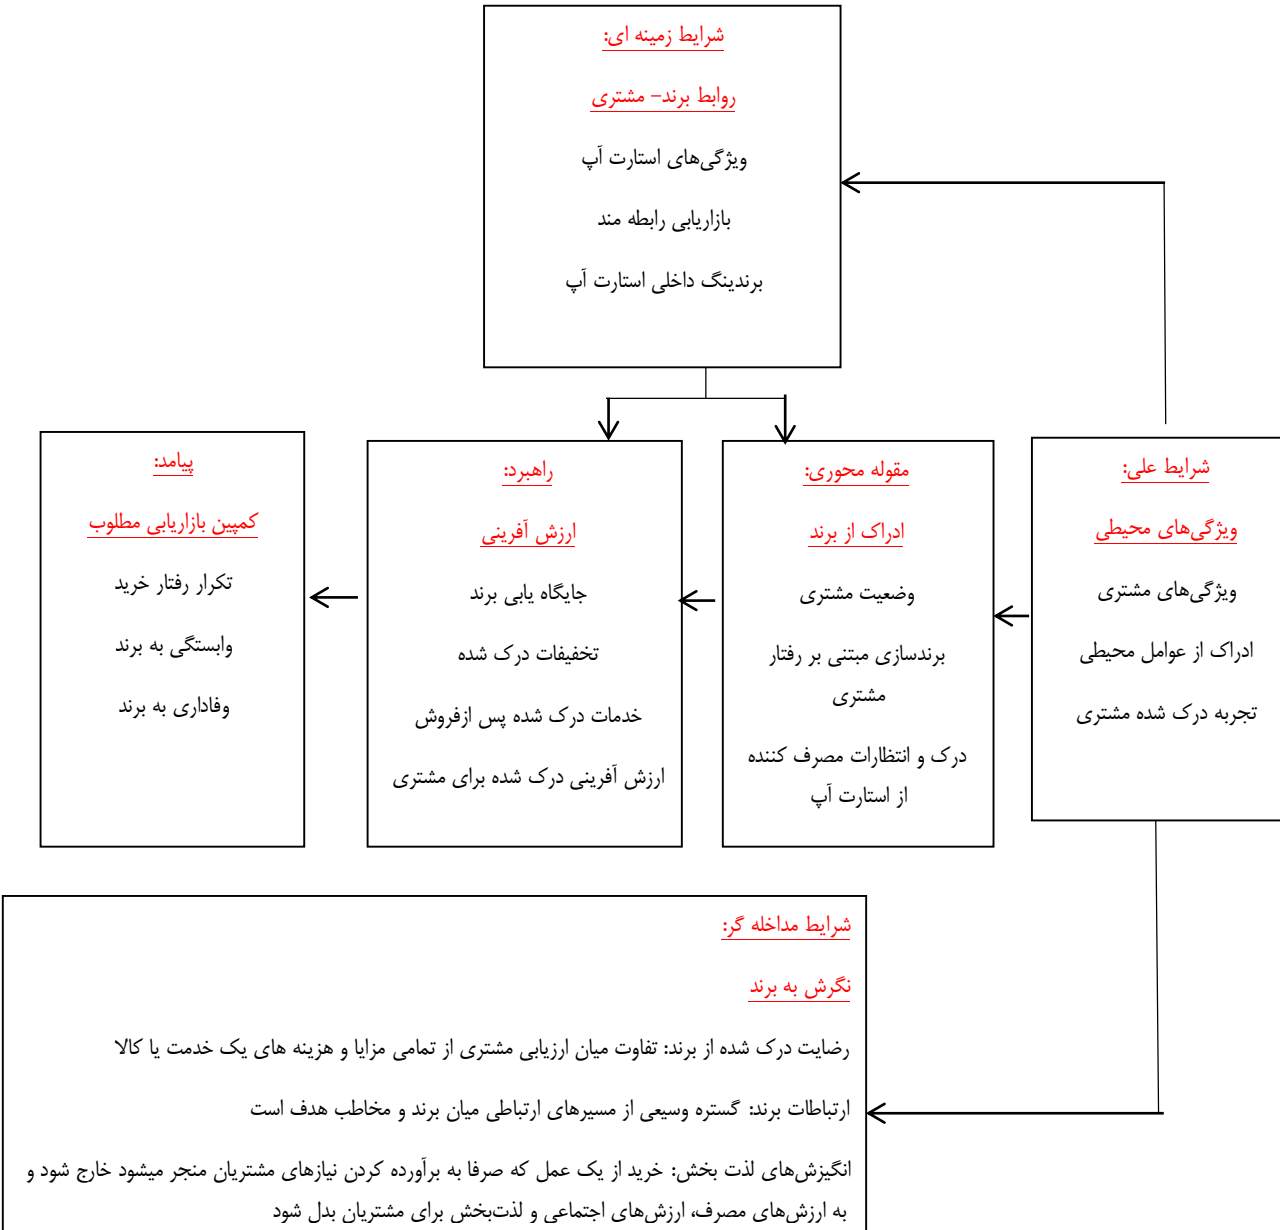 شرایط زمینه ای:
روابط برند- مشتری
ویژگی‌های استارت آپ
بازاریابی رابطه مند
برندینگ داخلی استارت آپ
شرایط علی:
ویژگی‌های محیطی
ویژگی‌های مشتری
ادراک از عوامل محیطی
تجربه درک شده مشتری
مقوله محوری:
ادراک از برند
وضعیت مشتری
برندسازی مبتنی بر رفتار
مشتری
درک و انتظارات مصرف کننده
از استارت آپ
راهبرد:
ارزش آفرینی
جایگاه یابی برند
تخفیفات درک شده
خدمات درک شده پس ازفروش
ارزش آفرینی درک شده برای مشتری
پیامد:
کمپین بازاریابی مطلوب
تکرار رفتار خرید
وابستگی به برند
وفاداری به برند
شرایط مداخله گر:
نگرش به برند
رضایت درک شده از برند: تفاوت میان ارزیابی مشتری از تمامی مزایا و هزینه های یک خدمت یا کالا
ارتباطات برند: گستره وسیعی از مسیرهای ارتباطی میان برند و مخاطب هدف است
انگیزش‌های لذت بخش: خرید از یک عمل که صرفا به برآورده کردن نیازهای مشتریان منجر میشود خارج شود و
به ارزش‌های مصرف، ارزش‌های اجتماعی و لذت‌بخش برای مشتریان بدل شود